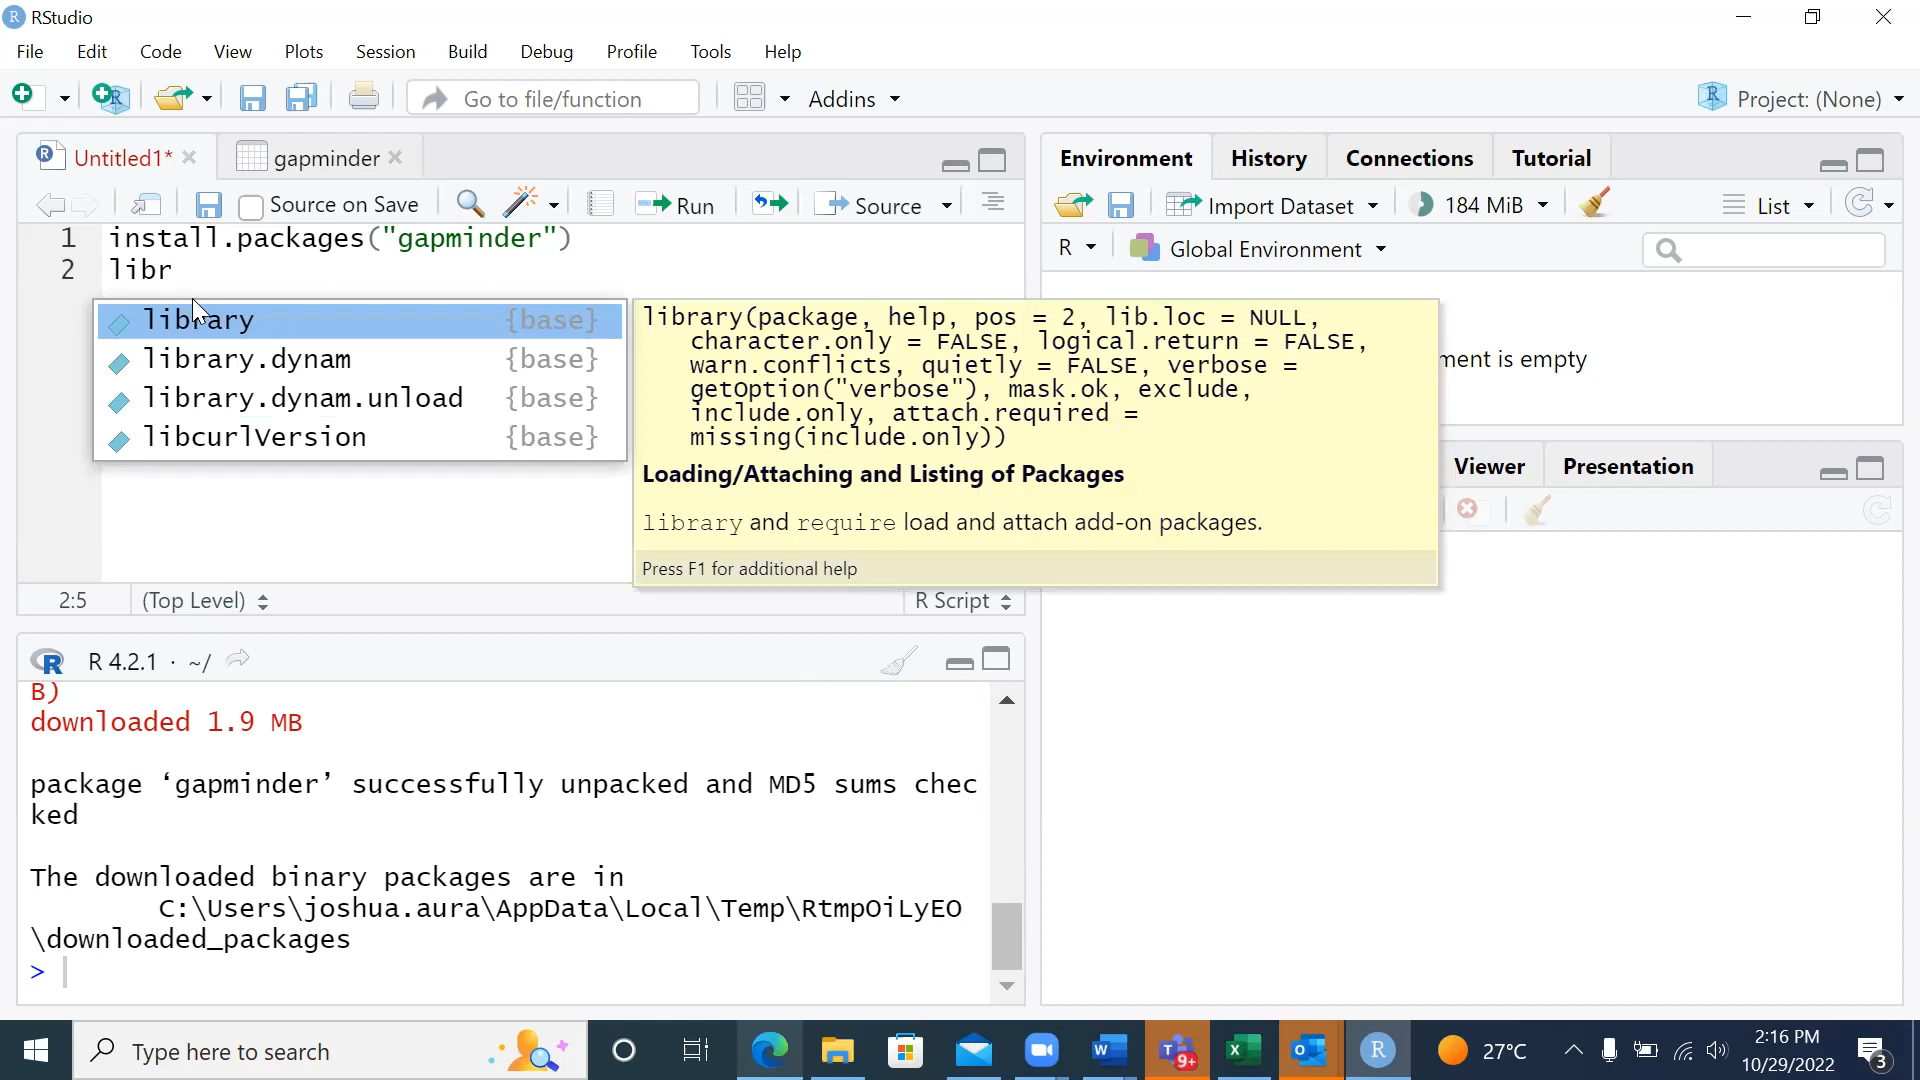 RStudio
File Edit Code View Plots Session Build Debug Profile Tools Help
Go to file/function Addins Project: (None)
Untitled1* gapminder
Source on Save Run Source
1 install.packages("gapminder")
2 libr
library {base}
library.dynam {base}
library.dynam.unload {base}
libcurlVersion {base}
library(package, help, pos = 2, lib.loc = NULL,
character.only = FALSE, logical.return = FALSE,
warn.conflicts, quietly = FALSE, verbose =
getOption("verbose"), mask.ok, exclude,
include.only, attach.required =
missing(include.only))
Loading/Attaching and Listing of Packages
library and require load and attach add-on packages.
Press F1 for additional help
2:5 (Top Level) R Script
R 4.2.1 · ~/
B)
downloaded 1.9 MB
package ‘gapminder’ successfully unpacked and MD5 sums chec
ked
The downloaded binary packages are in
C:\Users\joshua.aura\AppData\Local\Temp\RtmpOiLyEO
\downloaded_packages
>
Environment History Connections Tutorial
Import Dataset 184 MiB List
R Global Environment
ment is empty
Viewer Presentation
Type here to search
9+
27°C
2:16 PM
10/29/2022
3